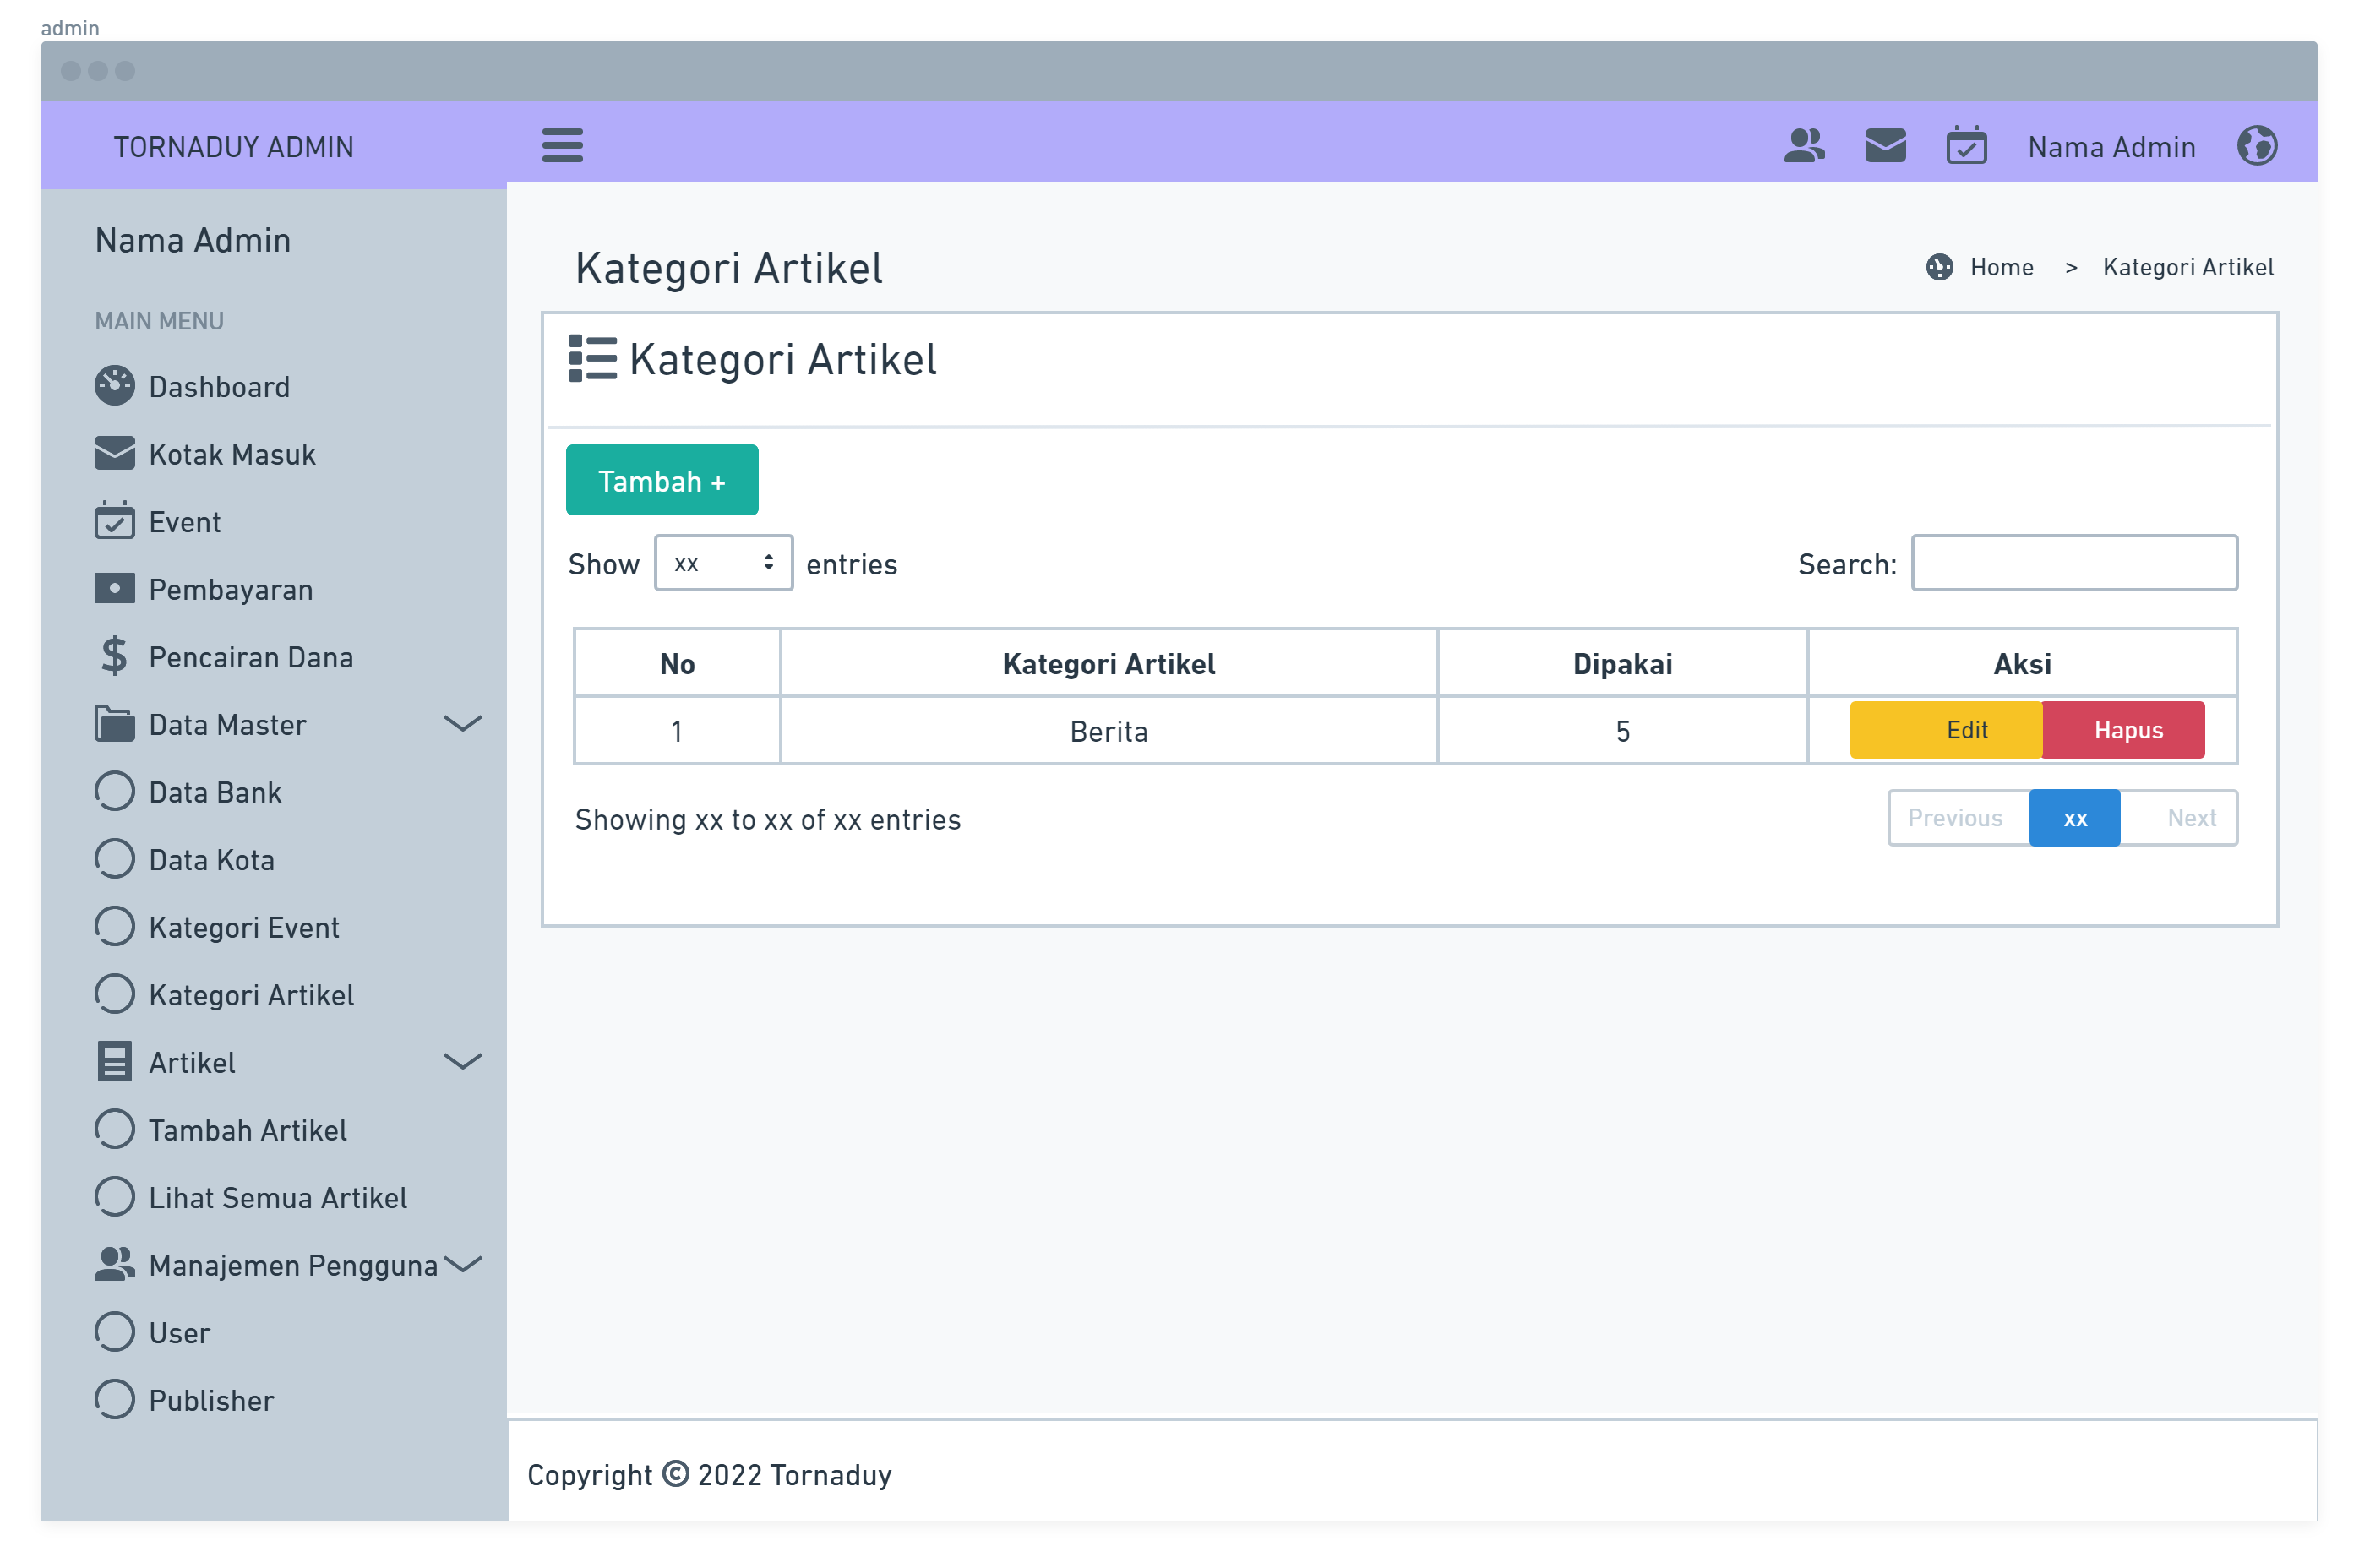 admin
TORNADUY ADMIN
Nama Admin
Nama Admin
MAIN MENU
Dashboard
Kotak Masuk
Event
Pembayaran
Pencairan Dana
Data Master
Data Bank
Data Kota
Kategori Event
Kategori Artikel
Artikel
Tambah Artikel
Lihat Semua Artikel
Manajemen Pengguna
User
Publisher
Kategori Artikel
Home > Kategori Artikel
Kategori Artikel
Tambah +
Show xx entries
Search:
No Kategori Artikel Dipakai Aksi
1 Berita 5 Edit Hapus
Showing xx to xx of xx entries
Previous xx Next
Copyright © 2022 Tornaduy